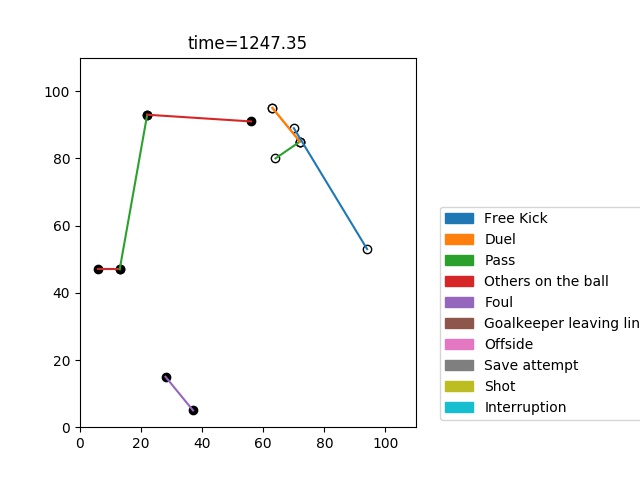 time=1247.35
100
80
60
40
20
0
0 20 40 60 80 100
Free Kick
Duel
Pass
Others on the ball
Foul
Goalkeeper leaving lin
Offside
Save attempt
Shot
Interruption